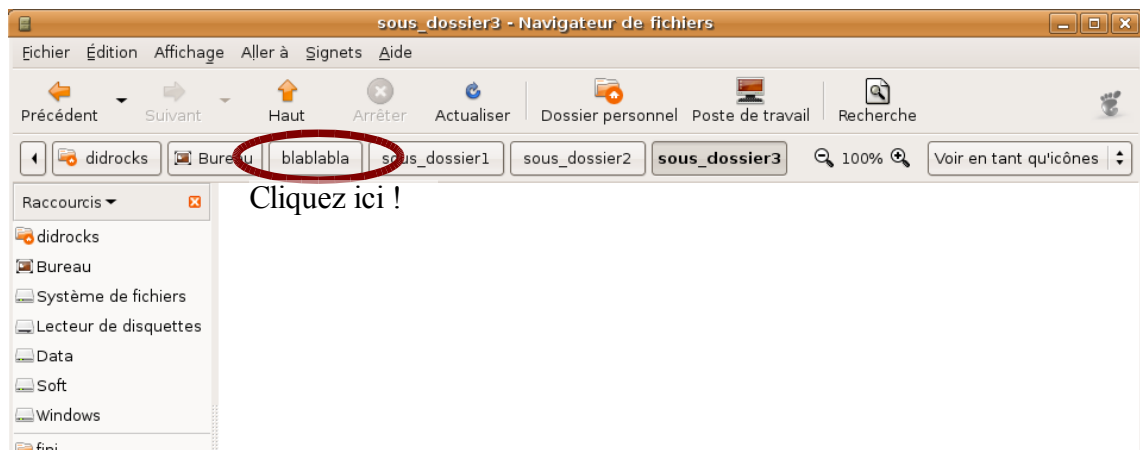 sous_dossier3 - Navigateur de fichiers
Fichier Édition Affichage Aller à Signets Aide
Précédent Suivant Haut Arrêter Actualiser Dossier personnel Poste de travail Recherche
didrocks Bureau blablabla sous_dossier1 sous_dossier2 sous_dossier3 100% Voir en tant qu'icônes
Cliquez ici !
Raccourcis
didrocks
Bureau
Système de fichiers
Lecteur de disquettes
Data
Soft
Windows
fini